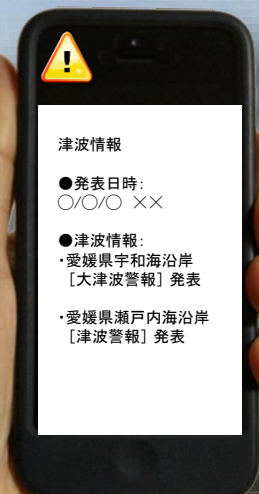 津波情報
●発表日時：
○/○/○ ××
●津波情報：
・愛媛県宇和海沿岸
［大津波警報］発表
・愛媛県瀬戸内海沿岸
［津波警報］発表